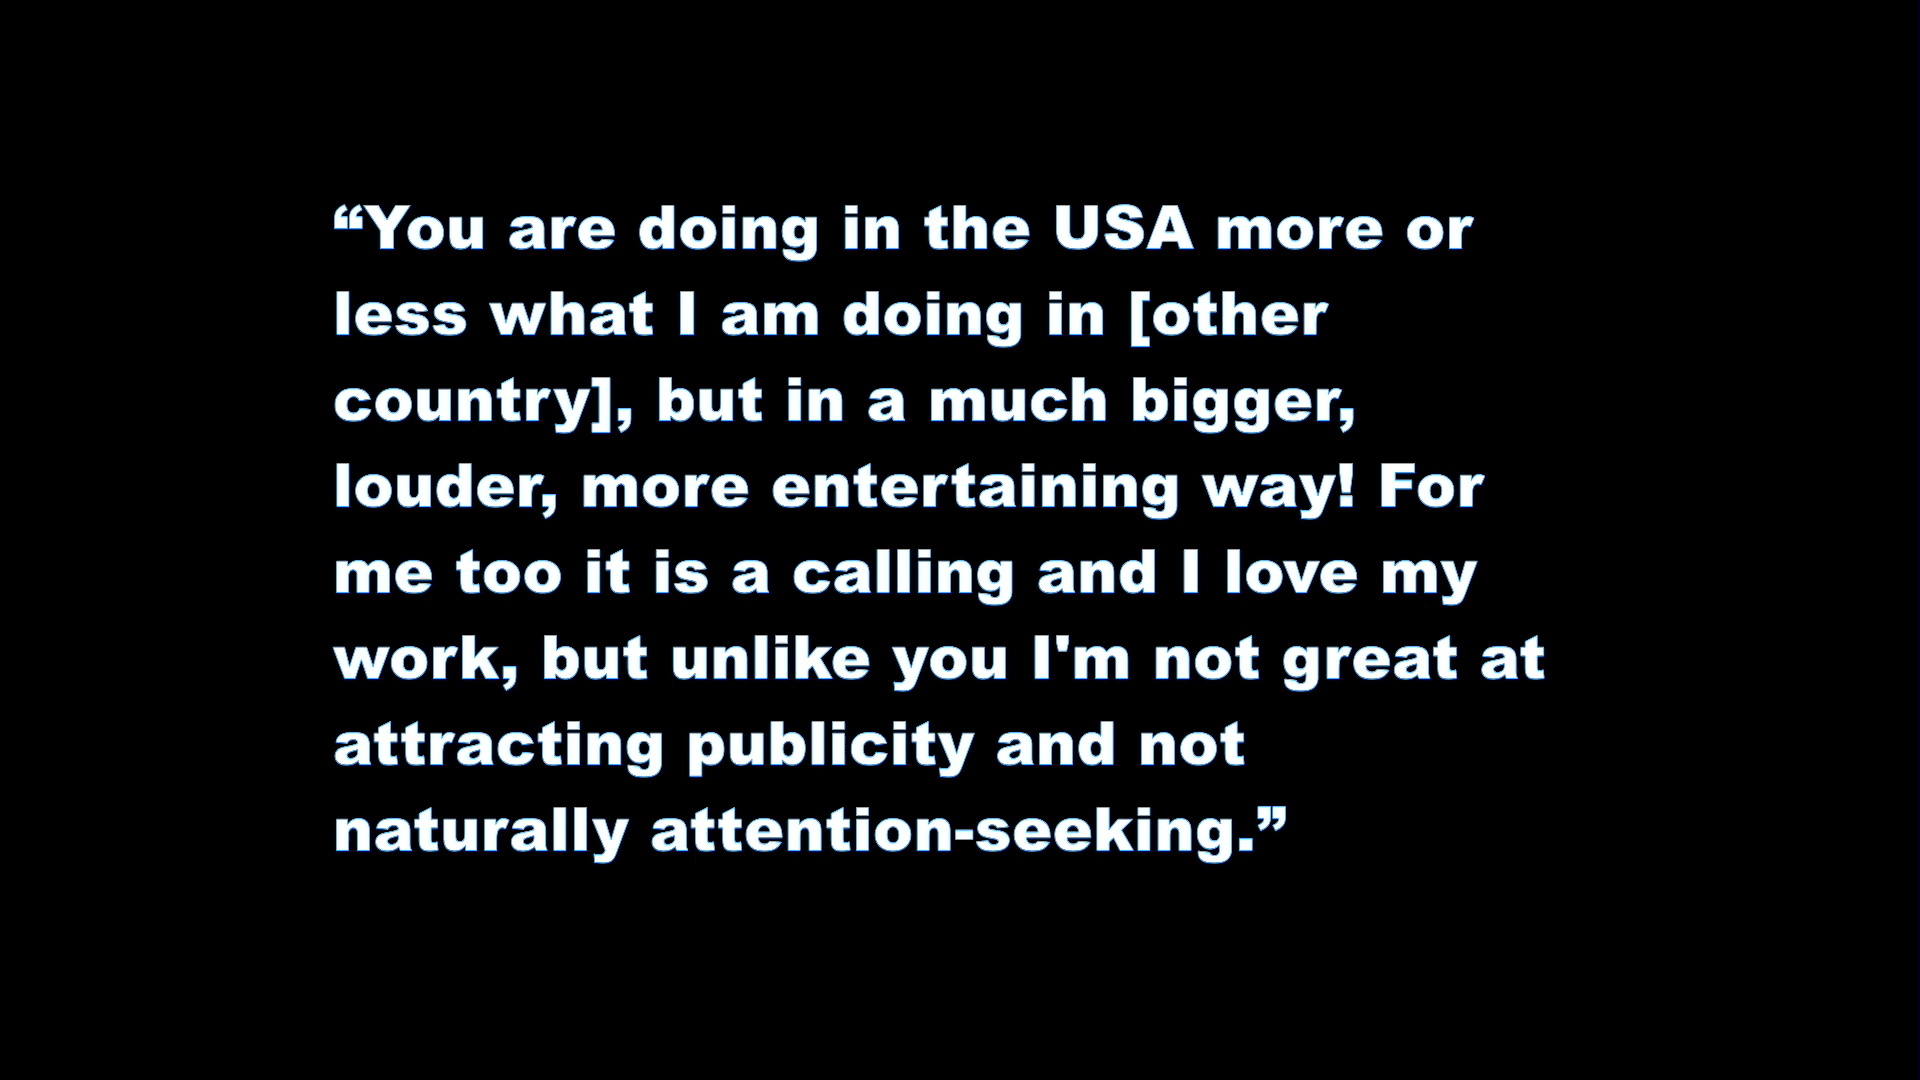 “You are doing in the USA more or
less what I am doing in [other
country], but in a much bigger,
louder, more entertaining way! For
me too it is a calling and I love my
work, but unlike you I'm not great at
attracting publicity and not
naturally attention-seeking.”